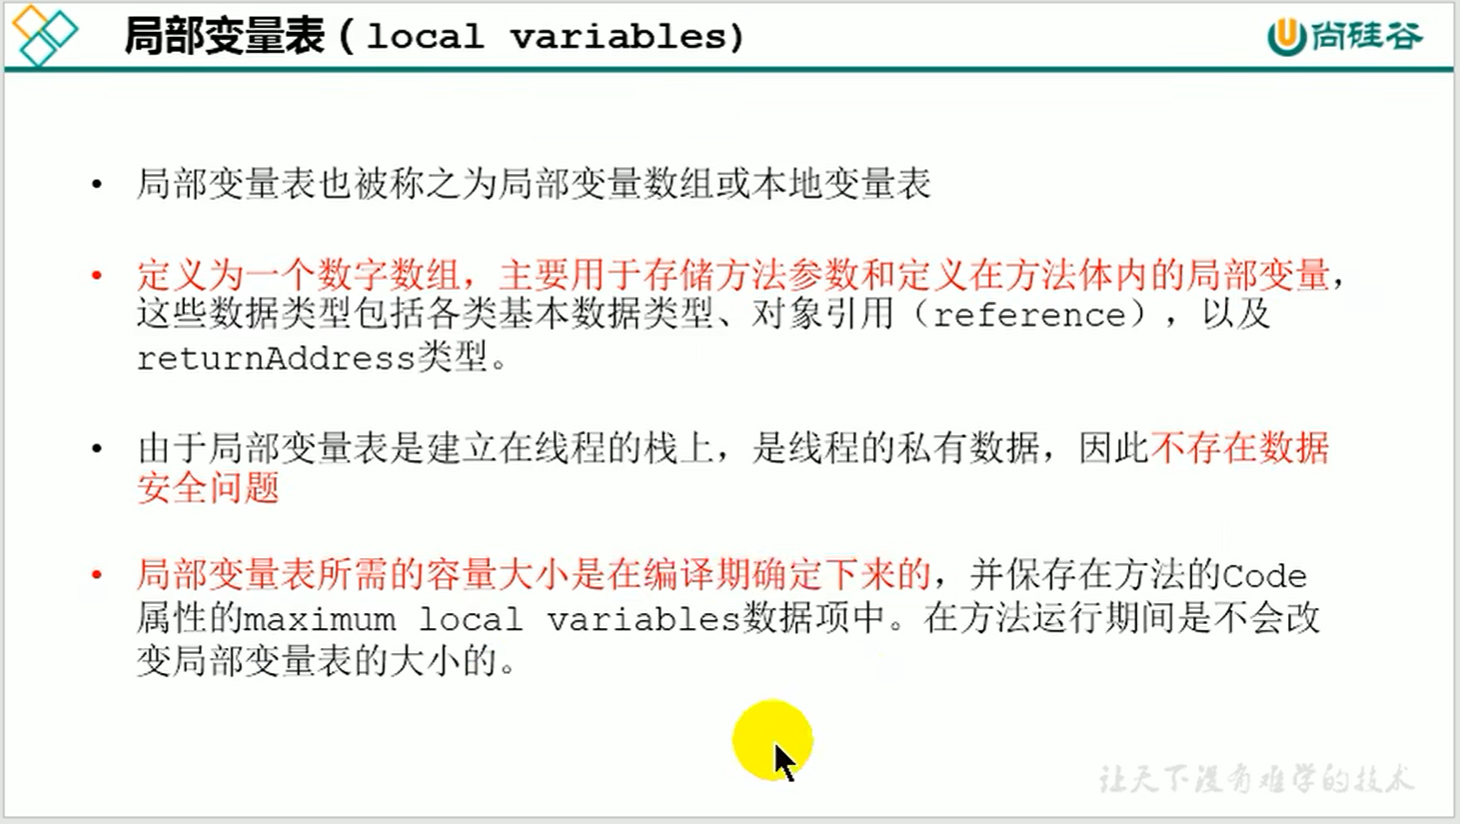 局部变量表（local variables)
尚硅谷
• 局部变量表也被称之为局部变量数组或本地变量表
• 定义为一个数字数组，主要用于存储方法参数和定义在方法体内的局部变量，
这些数据类型包括各类基本数据类型、对象引用（reference），以及
returnAddress类型。
• 由于局部变量表是建立在线程的栈上，是线程的私有数据，因此不存在数据
安全问题
• 局部变量表所需的容量大小是在编译期确定下来的，并保存在方法的Code
属性的maximum local variables数据项中。在方法运行期间是不会改
变局部变量表的大小的。
让天下没有难学的技术